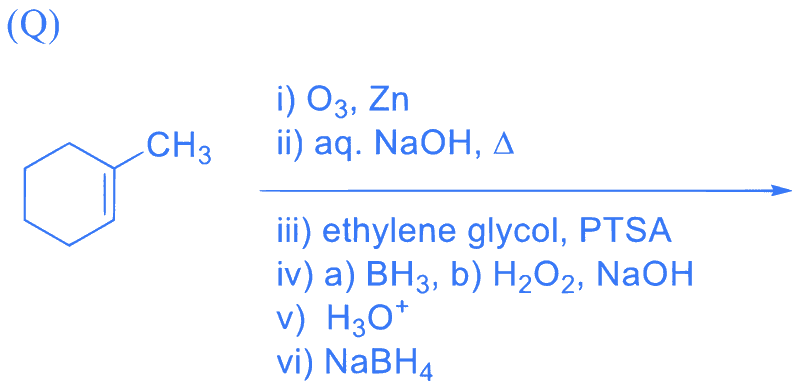 (Q)
CH₃
i) O₃, Zn
ii) aq. NaOH, Δ
iii) ethylene glycol, PTSA
iv) a) BH₃, b) H₂O₂, NaOH
v) H₃O⁺
vi) NaBH₄